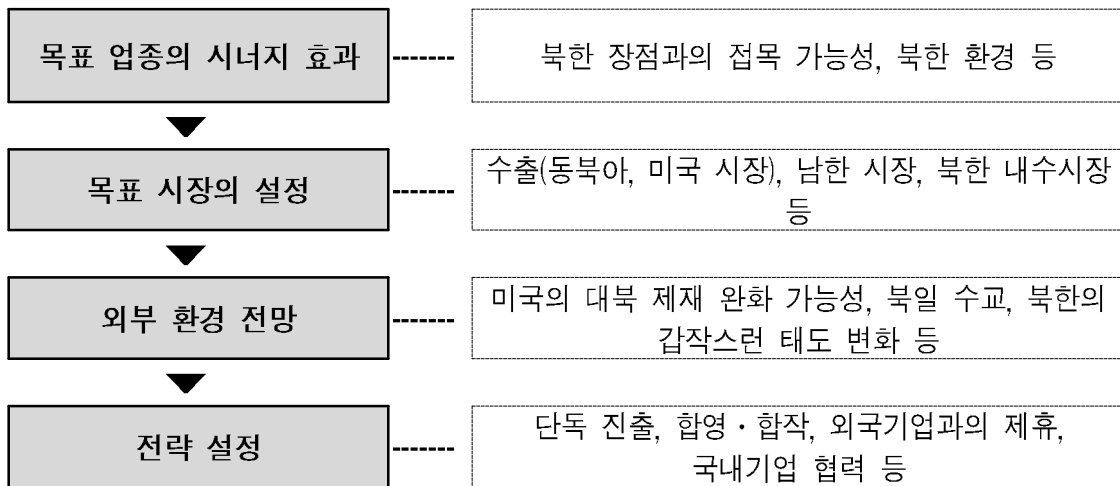 목표 업종의 시너지 효과
북한 장점과의 접목 가능성, 북한 환경 등
목표 시장의 설정
수출(동북아, 미국 시장), 남한 시장, 북한 내수시장
등
외부 환경 전망
미국의 대북 제재 완화 가능성, 북일 수교, 북한의
갑작스런 태도 변화 등
전략 설정
단독 진출, 합영·합작, 외국기업과의 제휴,
국내기업 협력 등